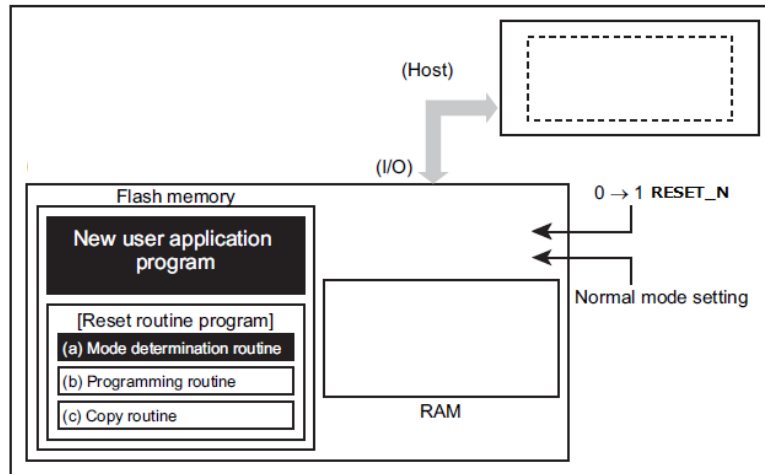 (Host)
(I/O)
0 → 1 RESET_N
Flash memory
New user application
program
Normal mode setting
[Reset routine program]
(a) Mode determination routine
(b) Programming routine
(c) Copy routine
RAM